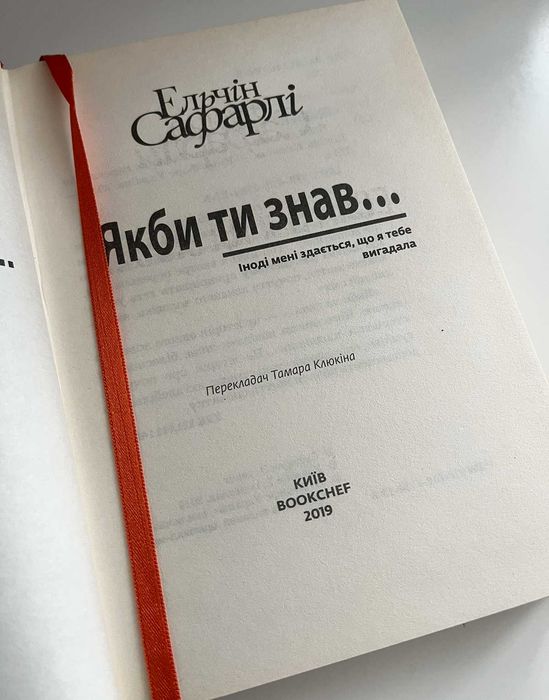 Ельчін
Сафарлі
Якби ти знав...
Іноді мені здається, що я тебе
вигадала
Перекладач Тамара Клюкіна
КИЇВ
BOOKCHEF
2019
..